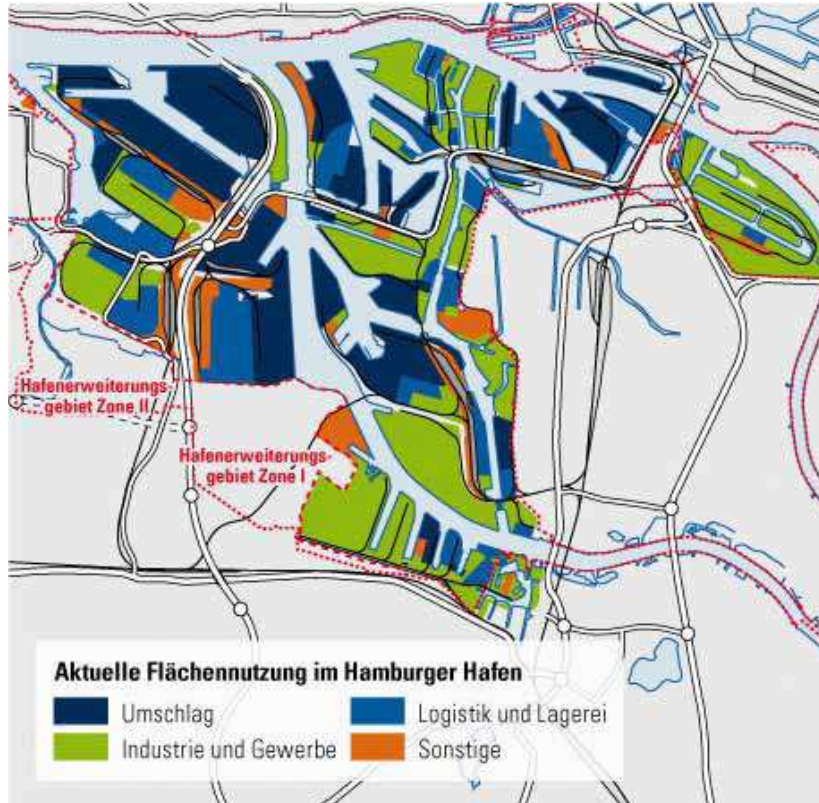 Hafenerweiterungs-
gebiet Zone II
Hafenerweiterungs-
gebiet Zone I
Aktuelle Flächennutzung im Hamburger Hafen
Umschlag
Logistik und Lagerei
Industrie und Gewerbe
Sonstige